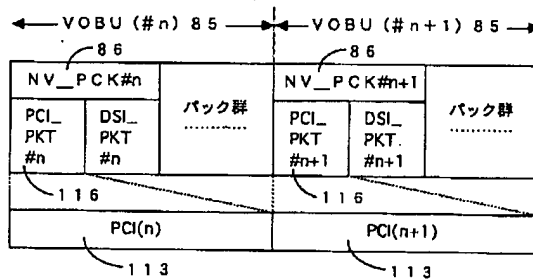 VOBU (#n) 85
VOBU (#n+1) 85
86
86
NV_PCK#n
パック群
…………
NV_PCK#n+1
パック群
…………
PCI_
PKT
#n
DSI_
PKT
#n
PCI_
PKT
#n+1
DSI_
PKT.
#n+1
116
116
PCI(n)
PCI(n+1)
113
113